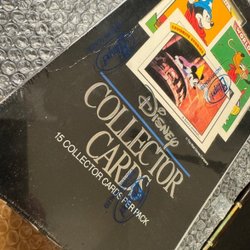 Disney
COLLECTOR
CARDS
15 COLLECTOR CARDS PER PACK